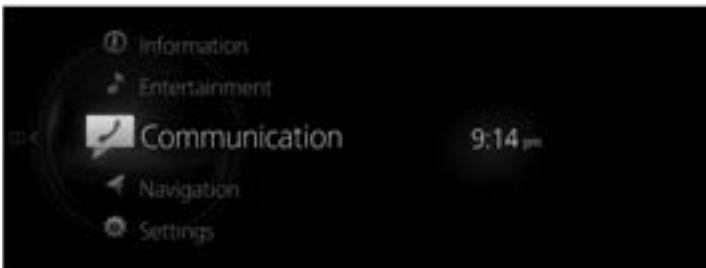 Information
Entertainment
Communication
9:14 pm
Navigation
Settings